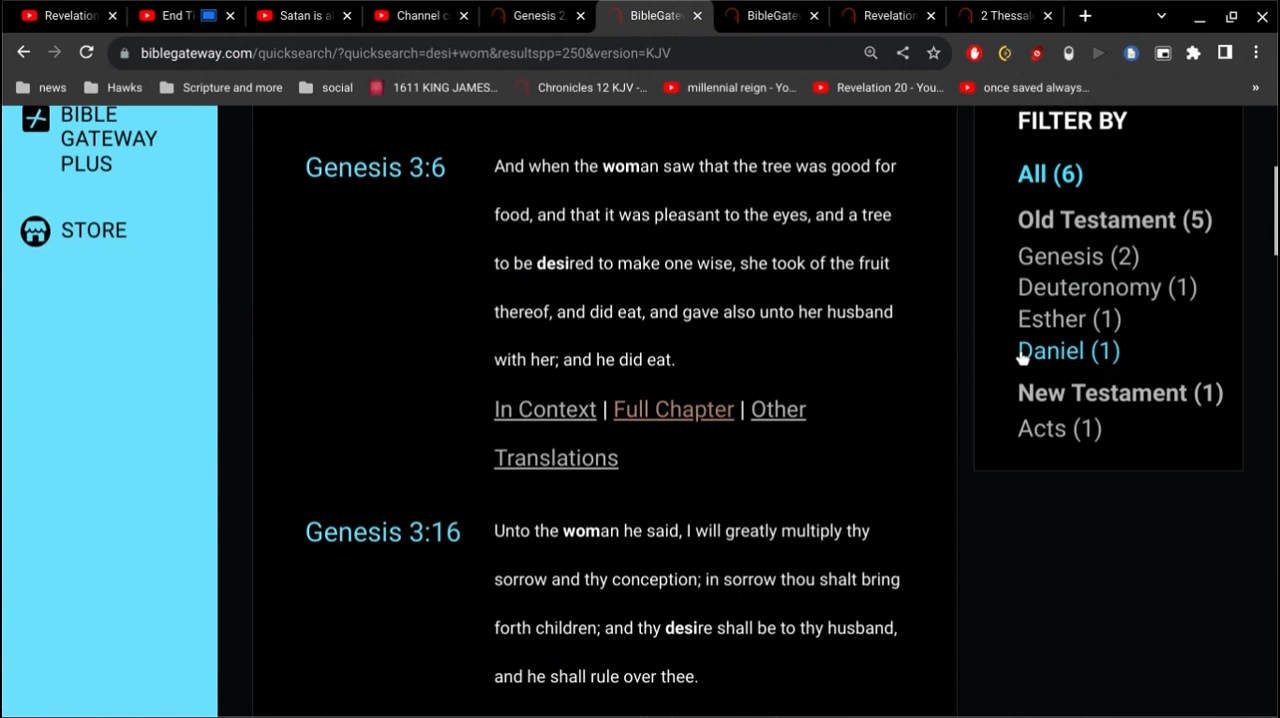 Revelation
End Ti
Satan is a
Channel c
Genesis 2
BibleGate
BibleGate
Revelation
2 Thessal
biblegateway.com/quicksearch/?quicksearch=desi+wom&resultspp=250&version=KJV
news
Hawks
Scripture and more
social
1611 KING JAMES...
Chronicles 12 KJV -...
millennial reign - Yo...
Revelation 20 - You...
once saved always...
»
BIBLE
GATEWAY
PLUS
STORE
Genesis 3:6
And when the woman saw that the tree was good for
food, and that it was pleasant to the eyes, and a tree
to be desired to make one wise, she took of the fruit
thereof, and did eat, and gave also unto her husband
with her; and he did eat.
In Context | Full Chapter | Other
Translations
Genesis 3:16
Unto the woman he said, I will greatly multiply thy
sorrow and thy conception; in sorrow thou shalt bring
forth children; and thy desire shall be to thy husband,
and he shall rule over thee.
FILTER BY
All (6)
Old Testament (5)
Genesis (2)
Deuteronomy (1)
Esther (1)
Daniel (1)
New Testament (1)
Acts (1)